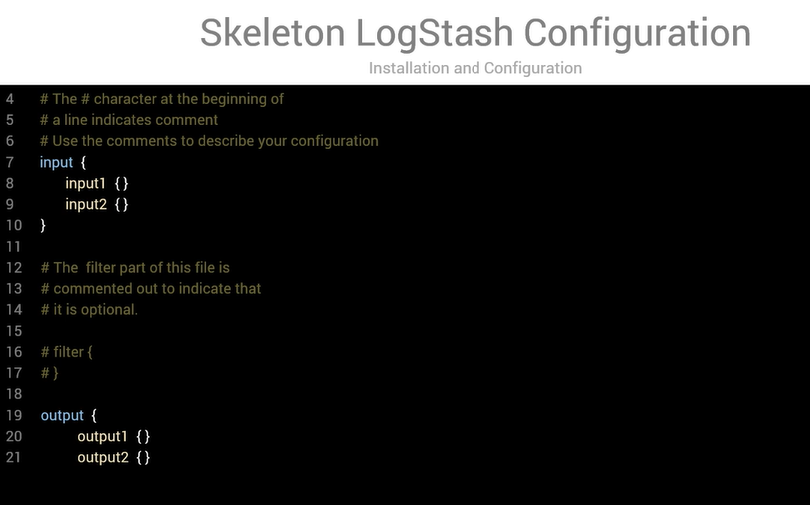 Skeleton LogStash Configuration
Installation and Configuration
4 # The # character at the beginning of
5 # a line indicates comment
6 # Use the comments to describe your configuration
7 input {
8 input1 {}
9 input2 {}
10 }
11
12 # The  filter part of this file is
13 # commented out to indicate that
14 # it is optional.
15
16 # filter {
17 # }
18
19 output {
20 output1 {}
21 output2 {}